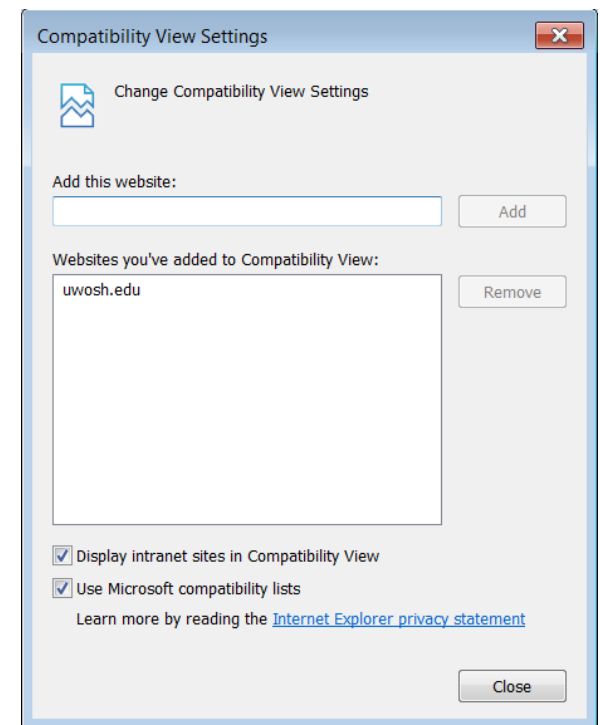 Compatibility View Settings
Change Compatibility View Settings
Add this website:
Add
Websites you've added to Compatibility View:
uwosh.edu
Remove
Display intranet sites in Compatibility View
Use Microsoft compatibility lists
Learn more by reading the Internet Explorer privacy statement
Close